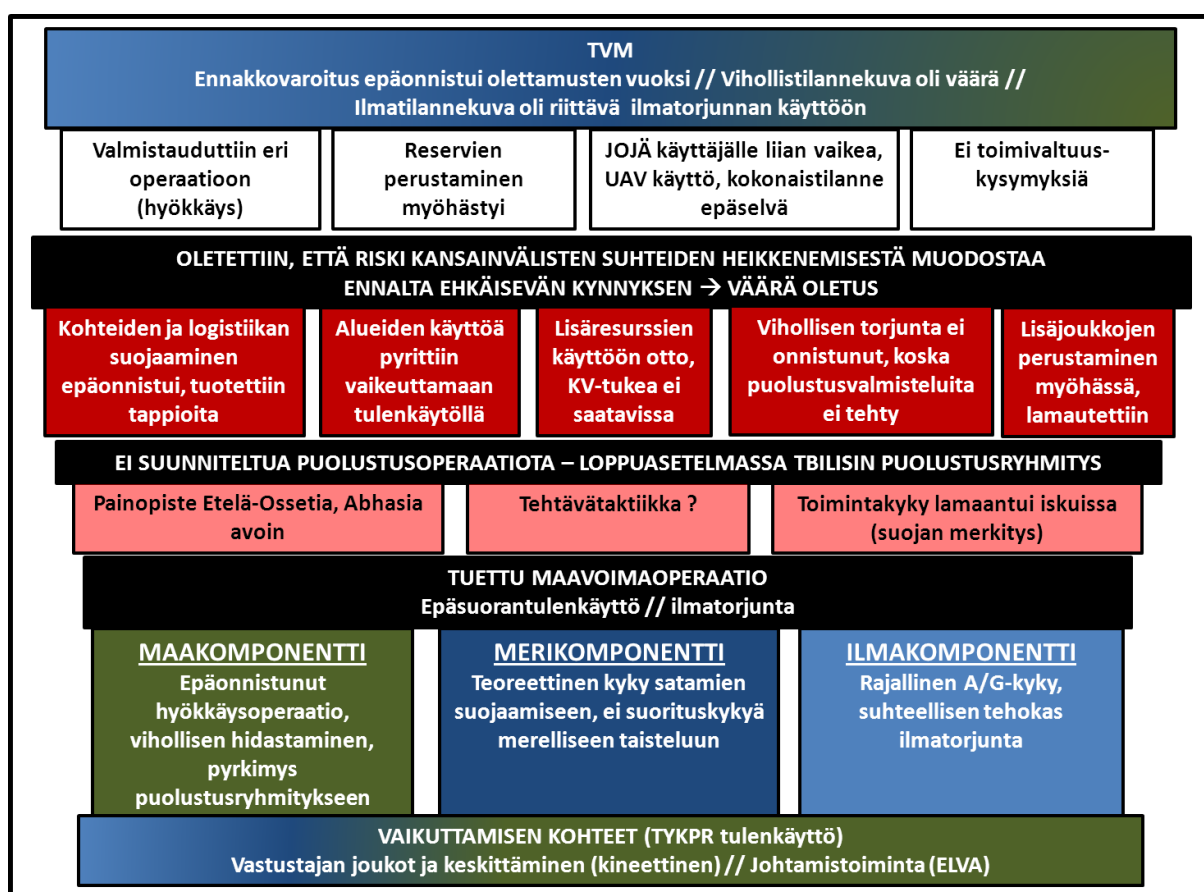 TVM
Ennakkovaroitus epäonnistui olettamusten vuoksi // Vihollistilannekuva oli väärä //
Ilmatilannekuva oli riittävä ilmatorjunnan käyttöön
Valmistauduttiin eri
operaatioon
(hyökkäys)
Reservien
perustaminen
myöhästyi
JOJÄ käyttäjälle liian vaikea,
UAV käyttö, kokonaistilanne
epäselvä
Ei toimivaltuus-
kysymyksiä
OLETETTIIN, ETTÄ RISKI KANSAINVÄLISTEN SUHTEIDEN HEIKKENEMISESTÄ MUODOSTAA
ENNALTA EHKÄISEVÄN KYNNYKSEN → VÄÄRÄ OLETUS
Kohteiden ja logistiikan
suojaaminen
epäonnistui, tuotettiin
tappioita
Alueiden käyttöä
pyrittiin
vaikeuttamaan
tulenkäytöllä
Lisäresurssien
käyttöön otto,
KV-tukea ei
saatavissa
Vihollisen torjunta ei
onnistunut, koska
puolustusvalmisteluita
ei tehty
Lisäjoukkojen
perustaminen
myöhässä,
lamautettiin
EI SUUNNITELTUA PUOLUSTUSOPERAATIOTA – LOPPUASETELMASSA TBILISIN PUOLUSTUSRYHMITYS
Painopiste Etelä-Ossetia, Abhasia
avoin
Tehtävätaktiikka ?
Toimintakyky lamaantui iskuissa
(suojan merkitys)
TUETTU MAAVOIMAOPERAATIO
Epäsuorantulenkäyttö // ilmatorjunta
MAAKOMPONENTTI
Epäonnistunut
hyökkäysoperaatio,
vihollisen hidastaminen,
pyrkimys
puolustusryhmitykseen
MERIKOMPONENTTI
Teoreettinen kyky satamien
suojaamiseen, ei suorituskykyä
merelliseen taisteluun
ILMAKOMPONENTTI
Rajallinen A/G-kyky,
suhteellisen tehokas
ilmatorjunta
VAIKUTTAMISEN KOHTEET (TYKPR tulenkäyttö)
Vastustajan joukot ja keskittäminen (kineettinen) // Johtamistoiminta (ELVA)